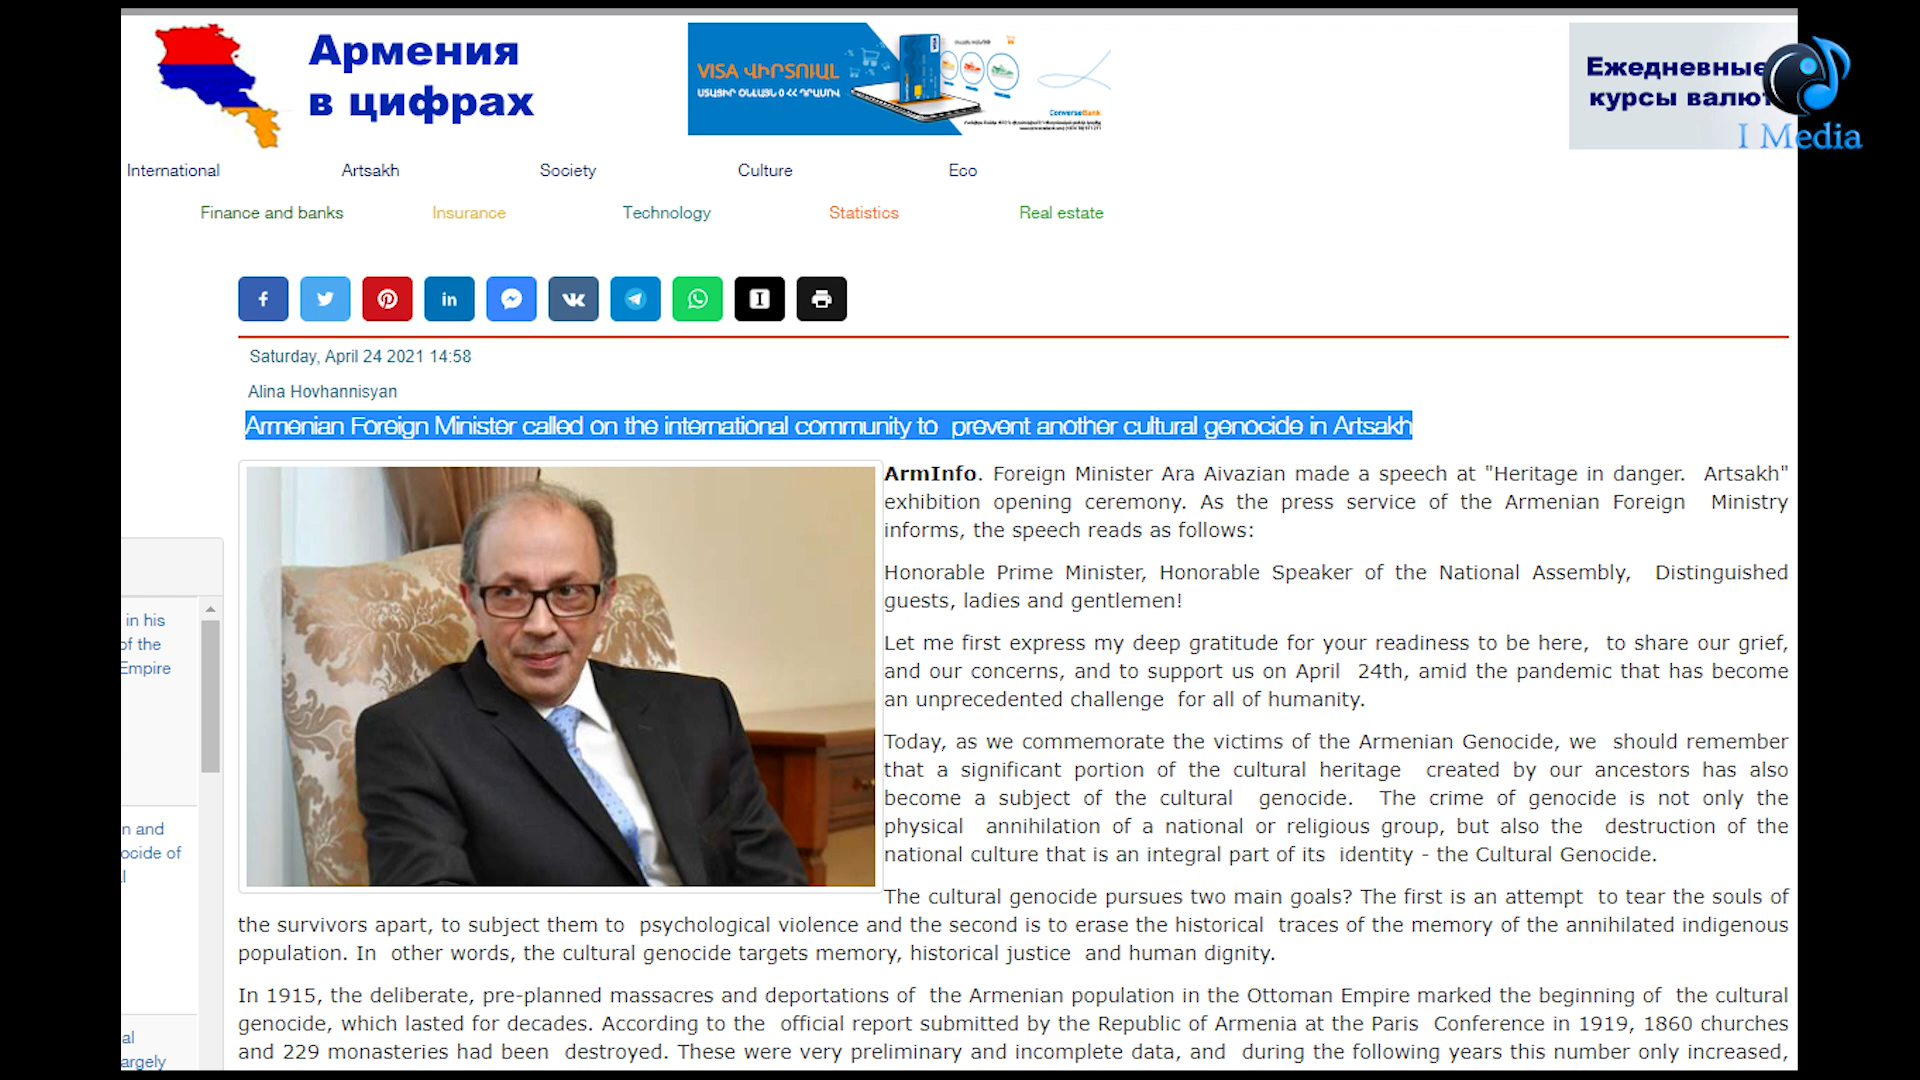 Армения
в цифрах
VISA ՎԻՐՏՈՒԱԼ
ՍՏԱՑԻՐ ՕՆԼԱՅՆ 0 ՀՀ ԴՐԱՄՈՎ
ConverseBank
Ежедневные
курсы валют
I Media
International Artsakh Society Culture Eco
Finance and banks Insurance Technology Statistics Real estate
Saturday, April 24 2021 14:58
Alina Hovhannisyan
Armenian Foreign Minister called on the international community to prevent another cultural genocide in Artsakh
ArmInfo. Foreign Minister Ara Aivazian made a speech at "Heritage in danger. Artsakh"
exhibition opening ceremony. As the press service of the Armenian Foreign Ministry
informs, the speech reads as follows:
Honorable Prime Minister, Honorable Speaker of the National Assembly, Distinguished
guests, ladies and gentlemen!
Let me first express my deep gratitude for your readiness to be here, to share our grief,
and our concerns, and to support us on April 24th, amid the pandemic that has become
an unprecedented challenge for all of humanity.
Today, as we commemorate the victims of the Armenian Genocide, we should remember
that a significant portion of the cultural heritage created by our ancestors has also
become a subject of the cultural genocide. The crime of genocide is not only the
physical annihilation of a national or religious group, but also the destruction of the
national culture that is an integral part of its identity - the Cultural Genocide.
The cultural genocide pursues two main goals? The first is an attempt to tear the souls of
the survivors apart, to subject them to psychological violence and the second is to erase the historical traces of the memory of the annihilated indigenous
population. In other words, the cultural genocide targets memory, historical justice and human dignity.
In 1915, the deliberate, pre-planned massacres and deportations of the Armenian population in the Ottoman Empire marked the beginning of the cultural
genocide, which lasted for decades. According to the official report submitted by the Republic of Armenia at the Paris Conference in 1919, 1860 churches
and 229 monasteries had been destroyed. These were very preliminary and incomplete data, and during the following years this number only increased,
in his
of the
Empire
n and
ocide of
al
argely